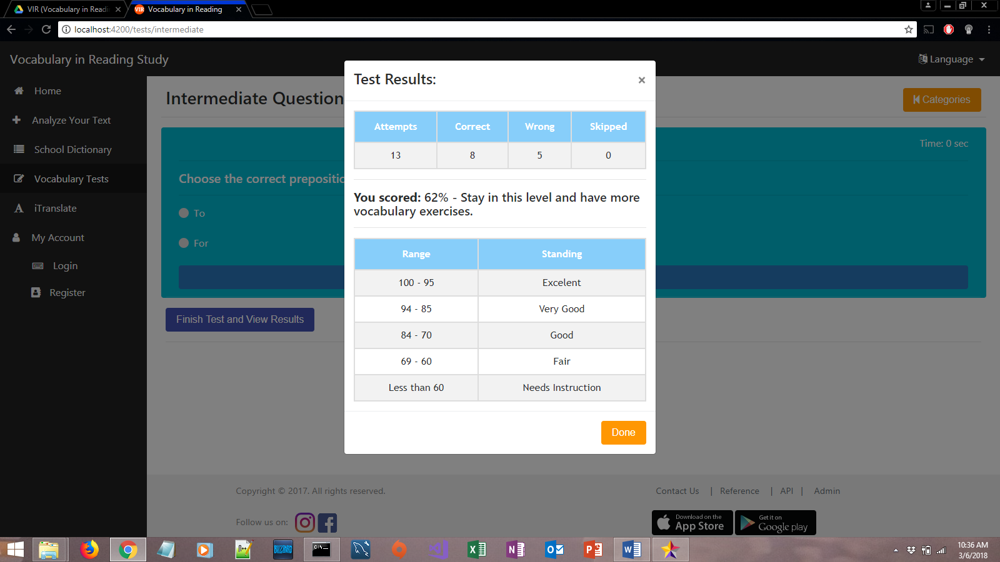 VIR (Vocabulary in Readi
VIR Vocabulary in Reading
localhost:4200/tests/intermediate
Vocabulary in Reading Study
Language
Home
Analyze Your Text
School Dictionary
Vocabulary Tests
iTranslate
My Account
Login
Register
Intermediate Question
Categories
Time: 0 sec
Choose the correct prepositic
To
For
Finish Test and View Results
Test Results:
×
Attempts Correct Wrong Skipped
13 8 5 0
You scored: 62% - Stay in this level and have more
vocabulary exercises.
Range Standing
100 - 95 Excelent
94 - 85 Very Good
84 - 70 Good
69 - 60 Fair
Less than 60 Needs Instruction
Done
Copyright © 2017. All rights reserved.
Contact Us | Reference | API | Admin
Follow us on:
Download on the
App Store
Get it on
Google play
BLIZZARD
10:36 AM
3/6/2018